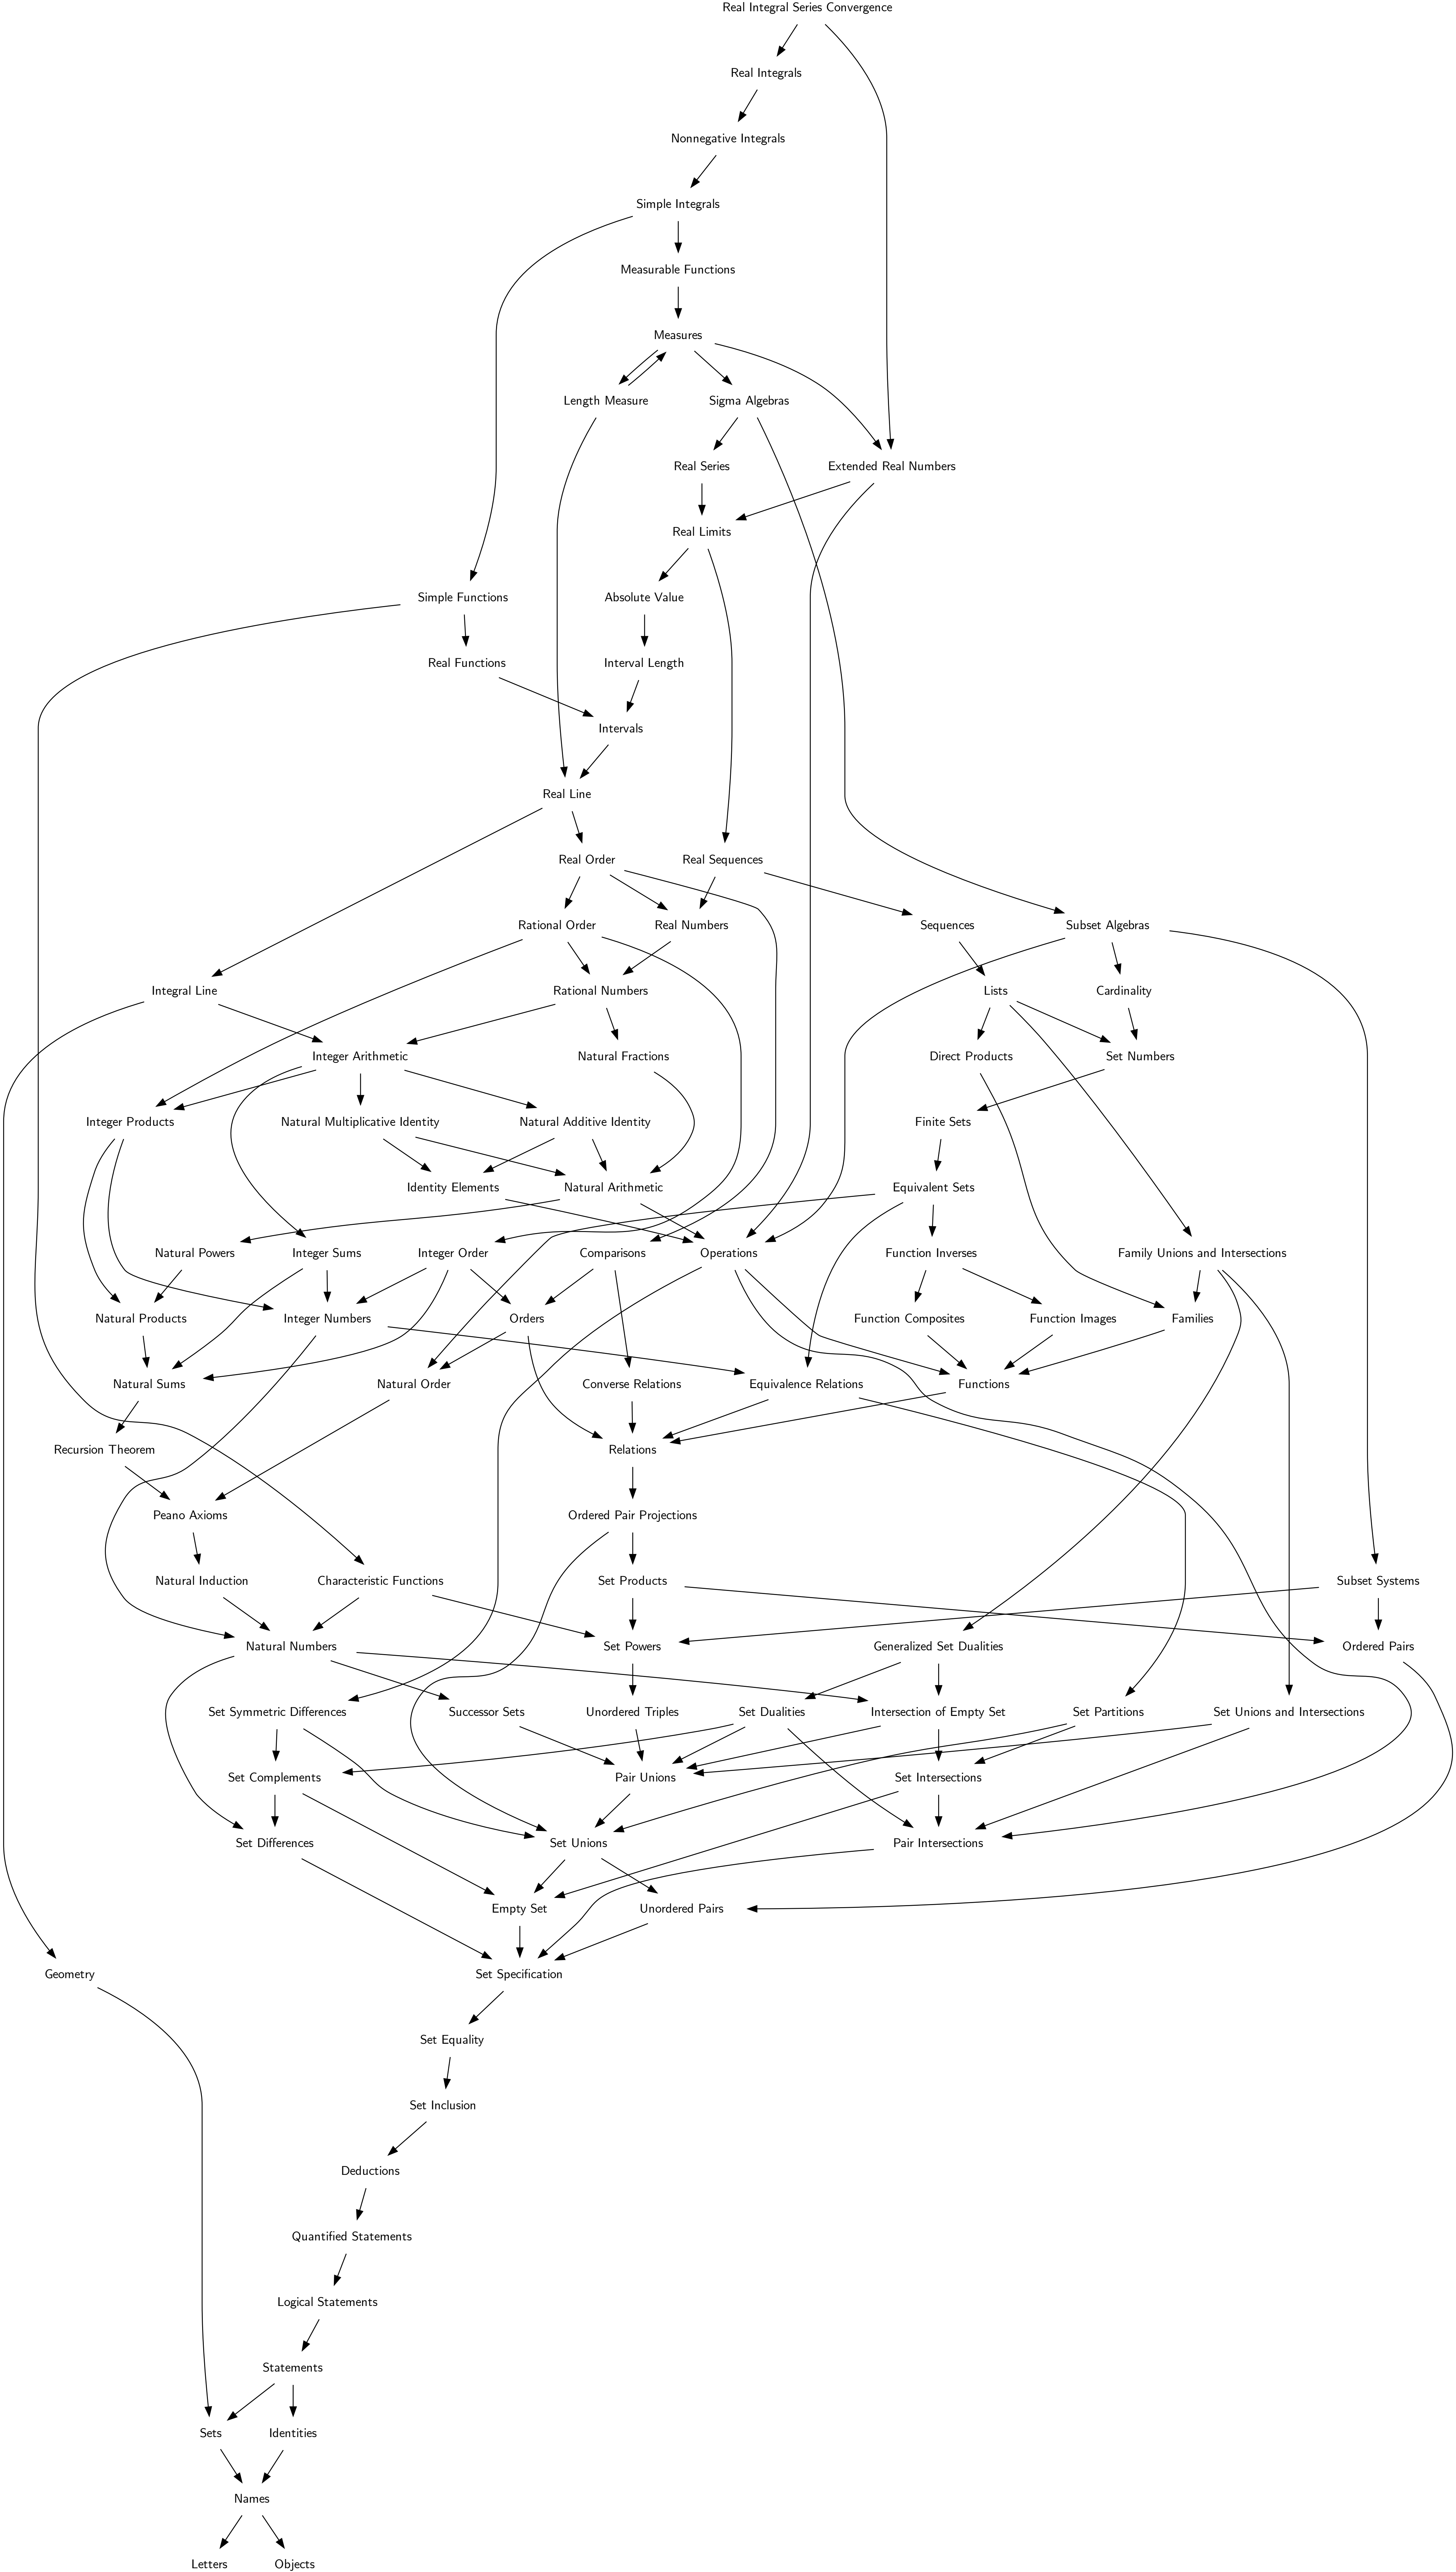 Real Integral Series Convergence
Real Integrals
Nonnegative Integrals
Simple Integrals
Measurable Functions
Measures
Length Measure
Sigma Algebras
Real Series
Extended Real Numbers
Real Limits
Simple Functions
Absolute Value
Real Functions
Interval Length
Intervals
Real Line
Real Order
Real Sequences
Rational Order
Real Numbers
Sequences
Subset Algebras
Integral Line
Rational Numbers
Lists
Cardinality
Integer Arithmetic
Natural Fractions
Direct Products
Set Numbers
Integer Products
Natural Multiplicative Identity
Natural Additive Identity
Finite Sets
Identity Elements
Natural Arithmetic
Equivalent Sets
Natural Powers
Integer Sums
Integer Order
Comparisons
Operations
Function Inverses
Family Unions and Intersections
Natural Products
Integer Numbers
Orders
Function Composites
Function Images
Families
Natural Sums
Natural Order
Converse Relations
Equivalence Relations
Functions
Recursion Theorem
Relations
Peano Axioms
Ordered Pair Projections
Natural Induction
Characteristic Functions
Set Products
Subset Systems
Natural Numbers
Set Powers
Generalized Set Dualities
Ordered Pairs
Set Symmetric Differences
Successor Sets
Unordered Triples
Set Dualities
Intersection of Empty Set
Set Partitions
Set Unions and Intersections
Set Complements
Pair Unions
Set Intersections
Set Differences
Set Unions
Pair Intersections
Empty Set
Unordered Pairs
Geometry
Set Specification
Set Equality
Set Inclusion
Deductions
Quantified Statements
Logical Statements
Statements
Sets
Identities
Names
Letters
Objects